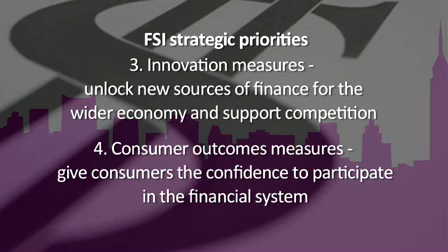 FSI strategic priorities
3. Innovation measures -
unlock new sources of finance for the
wider economy and support competition
4. Consumer outcomes measures -
give consumers the confidence to participate
in the financial system